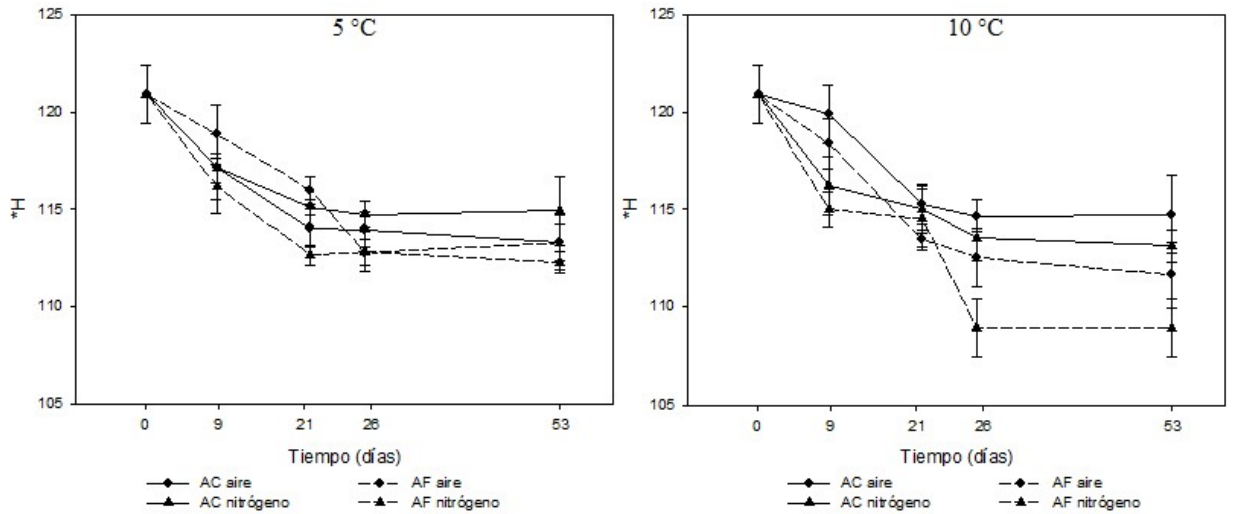 5 °C
125
120
115
110
105
*H
0 9 21 26 53
Tiempo (días)
AC aire
AF aire
AC nitrógeno
AF nitrógeno
10 °C
125
120
115
110
105
*H
0 9 21 26 53
Tiempo (días)
AC aire
AF aire
AC nitrógeno
AF nitrógeno